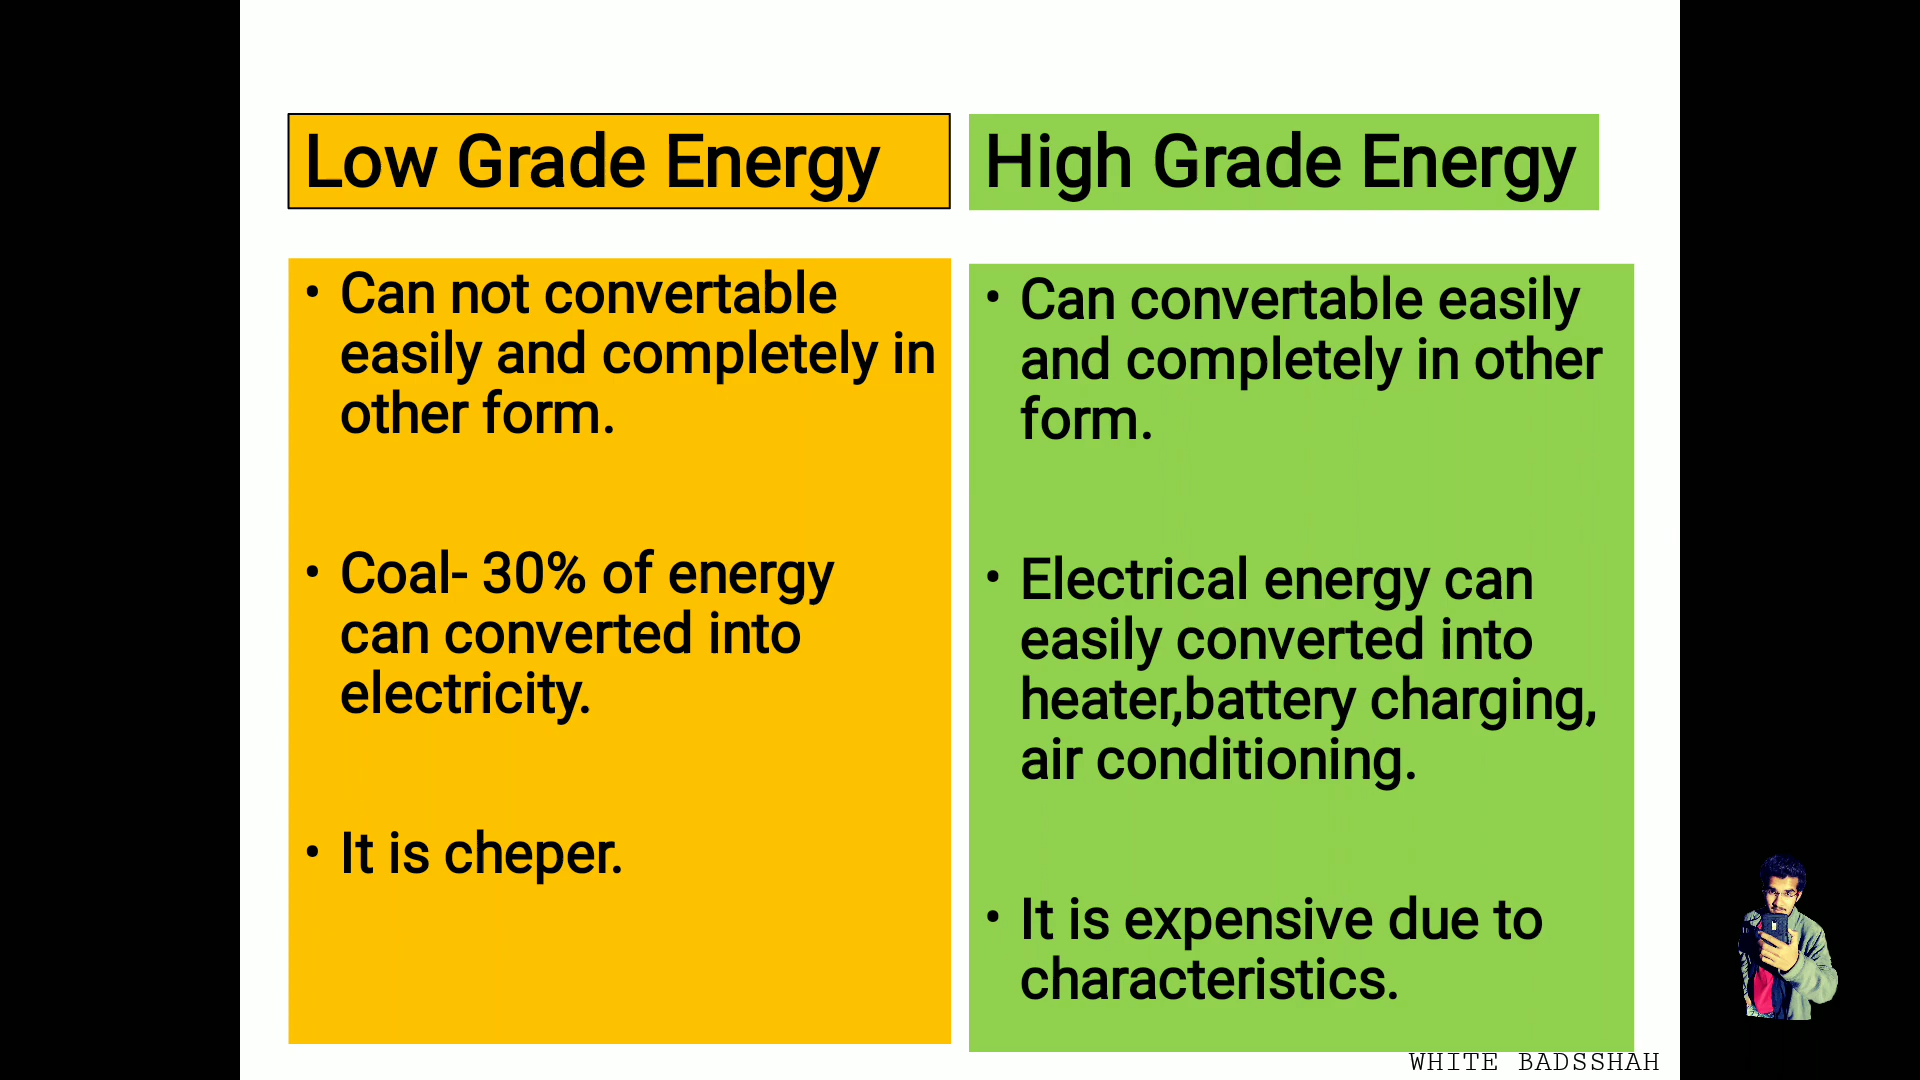 Low Grade Energy
• Can not convertable
easily and completely in
other form.
• Coal- 30% of energy
can converted into
electricity.
• It is cheper.
High Grade Energy
• Can convertable easily
and completely in other
form.
• Electrical energy can
easily converted into
heater,battery charging,
air conditioning.
• It is expensive due to
characteristics.
WHITE BADSSHAH